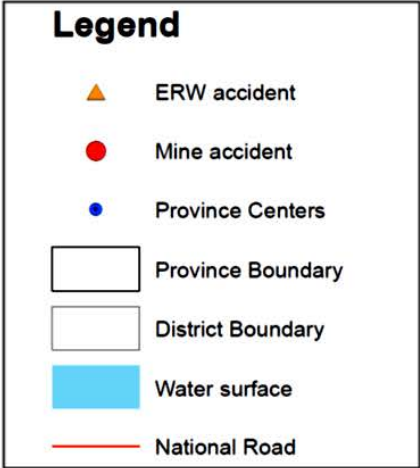 Legend
ERW accident
Mine accident
Province Centers
Province Boundary
District Boundary
Water surface
National Road